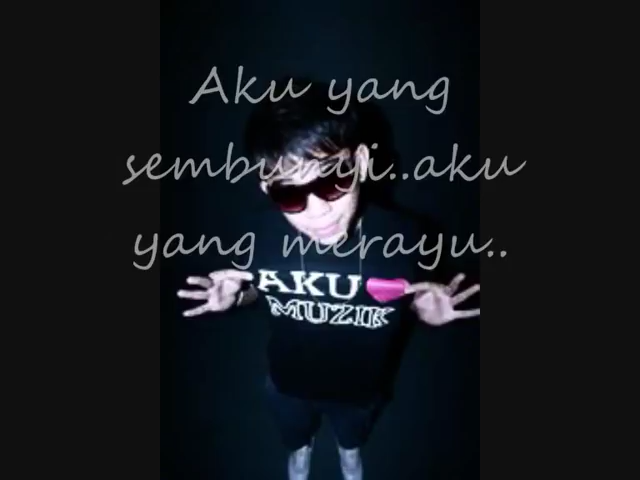 Aku yang
sembunyi..aku
yang merayu..
AKU
MUZIK